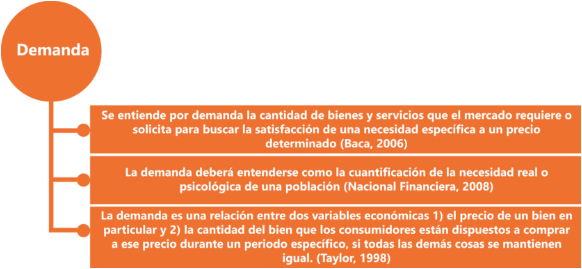 Demanda
Se entiende por demanda la cantidad de bienes y servicios que el mercado requiere o
solicita para buscar la satisfacción de una necesidad específica a un precio
determinado (Baca, 2006)
La demanda deberá entenderse como la cuantificación de la necesidad real o
psicológica de una población (Nacional Financiera, 2008)
La demanda es una relación entre dos variables económicas 1) el precio de un bien en
particular y 2) la cantidad del bien que los consumidores están dispuestos a comprar
a ese precio durante un periodo específico, si todas las demás cosas se mantienen
igual. (Taylor, 1998)